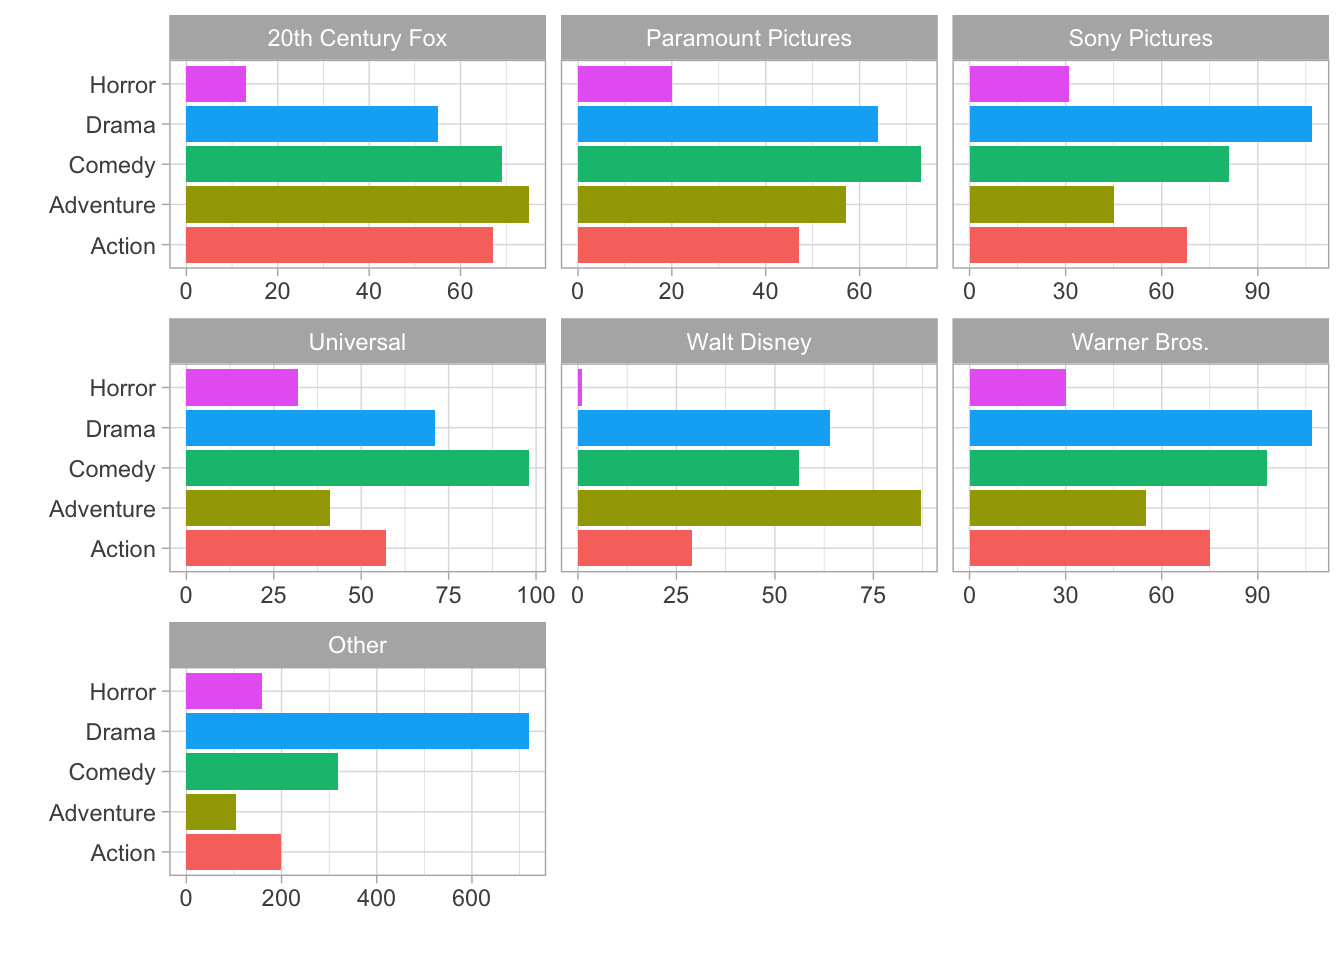 20th Century Fox Paramount Pictures Sony Pictures
Horror
Drama
Comedy
Adventure
Action
0 20 40 60 0 20 40 60 0 30 60 90
Universal Walt Disney Warner Bros.
Horror
Drama
Comedy
Adventure
Action
0 25 50 75 100 0 25 50 75 0 30 60 90
Other
Horror
Drama
Comedy
Adventure
Action
0 200 400 600